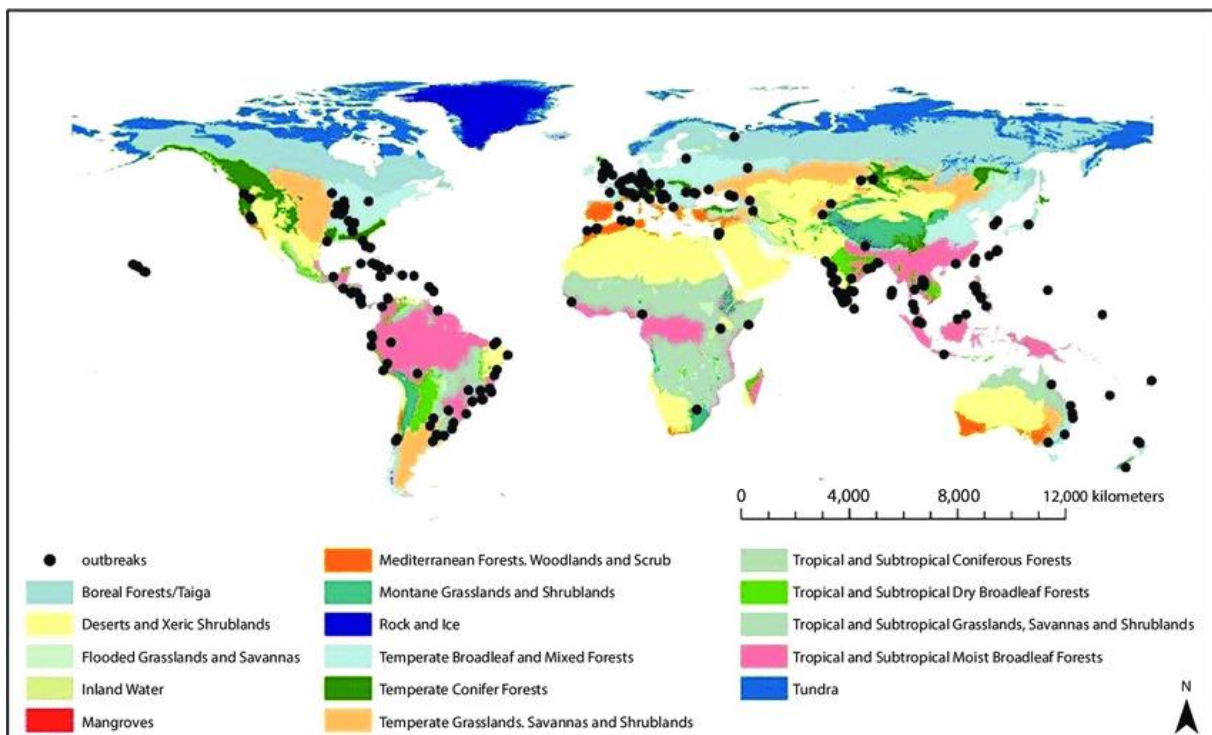 0 4,000 8,000 12,000 kilometers
outbreaks
Boreal Forests/Taiga
Deserts and Xeric Shrublands
Flooded Grasslands and Savannas
Inland Water
Mangroves
Mediterranean Forests. Woodlands and Scrub
Montane Grasslands and Shrublands
Rock and Ice
Temperate Broadleaf and Mixed Forests
Temperate Conifer Forests
Temperate Grasslands. Savannas and Shrublands
Tropical and Subtropical Coniferous Forests
Tropical and Subtropical Dry Broadleaf Forests
Tropical and Subtropical Grasslands, Savannas and Shrublands
Tropical and Subtropical Moist Broadleaf Forests
Tundra
N